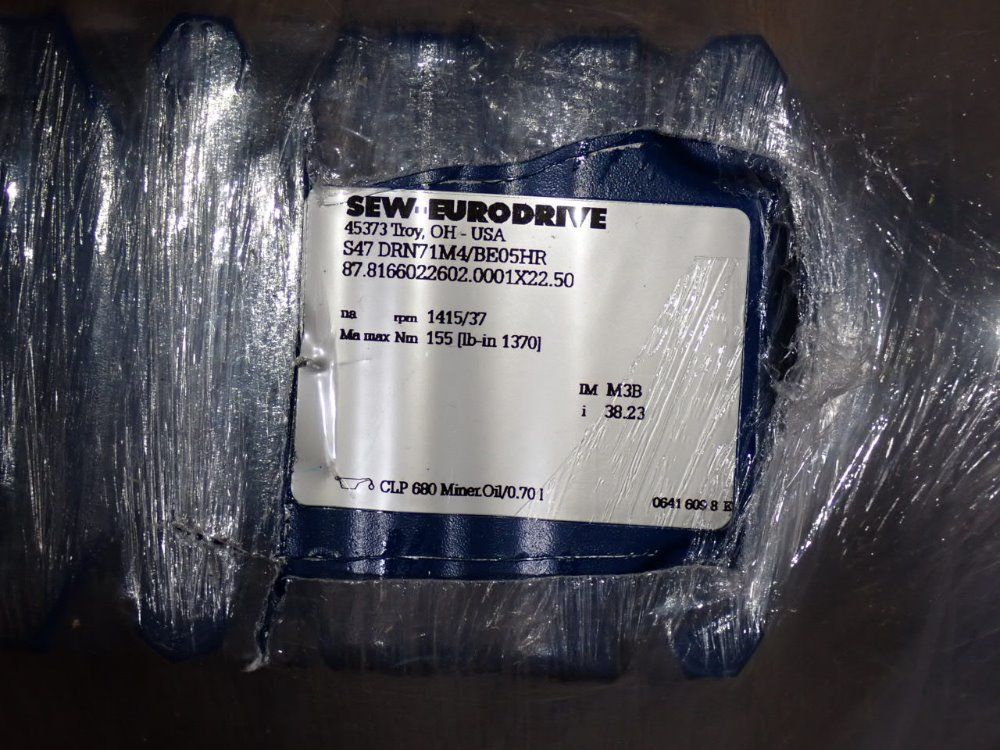 SEW-EURODRIVE
45373 Troy, OH - USA
S47 DRN71M4/BE05HR
87.8166022602.0001X22.50
na rpm 1415/37
Ma max Nm 155 [lb-in 1370]
IM M3B
i 38.23
CLP 680 Miner.Oil/0.70 l
0641 609 8 E